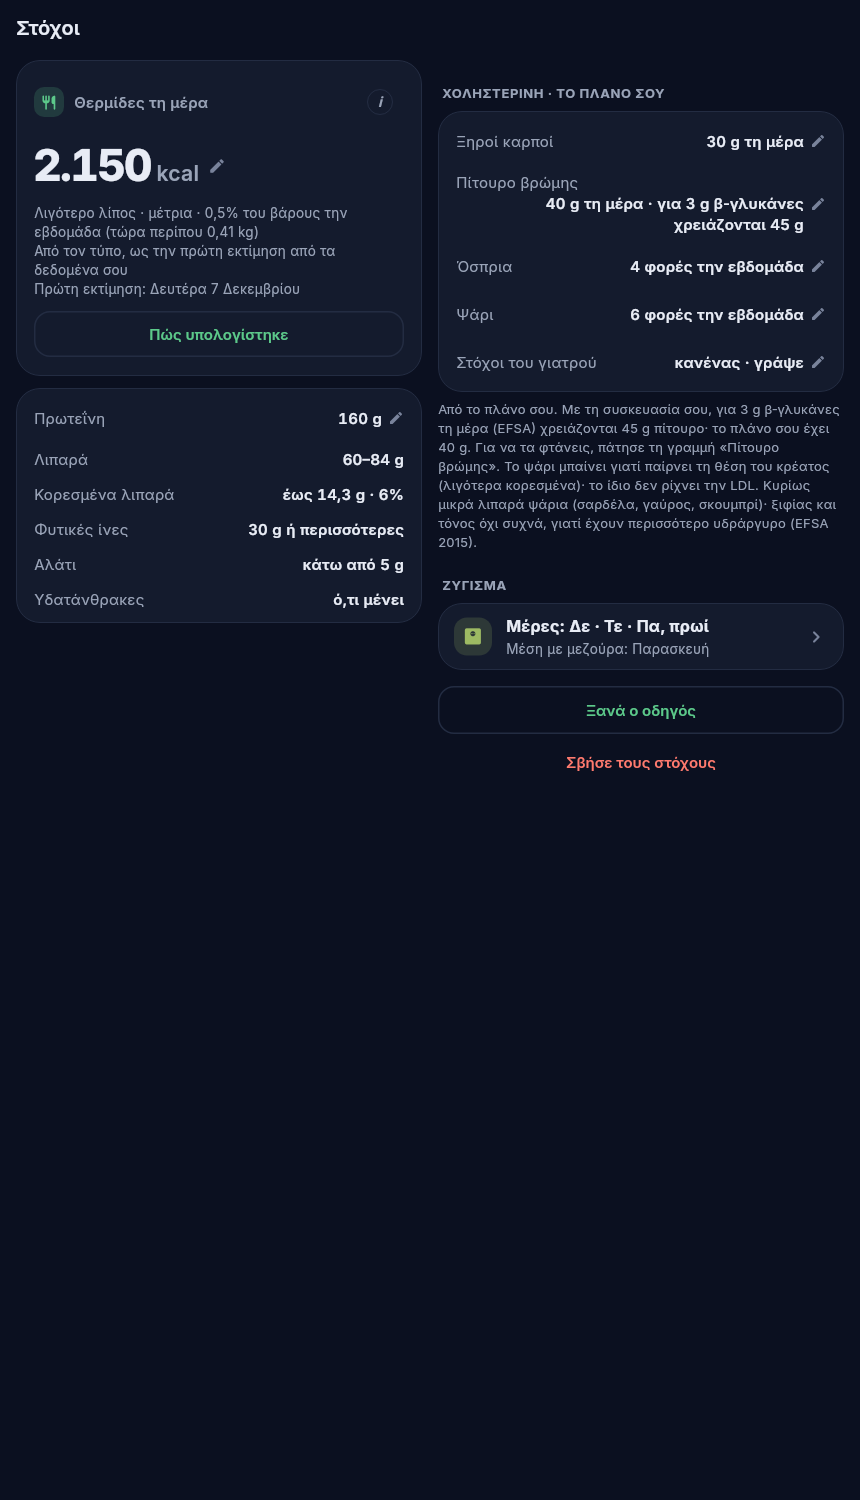 Στόχοι
Θερμίδες τη μέρα
i
2.150 kcal
Λιγότερο λίπος · μέτρια · 0,5% του βάρους την
εβδομάδα (τώρα περίπου 0,41 kg)
Από τον τύπο, ως την πρώτη εκτίμηση από τα
δεδομένα σου
Πρώτη εκτίμηση: Δευτέρα 7 Δεκεμβρίου
Πώς υπολογίστηκε
Πρωτεΐνη 160 g
Λιπαρά 60–84 g
Κορεσμένα λιπαρά έως 14,3 g · 6%
Φυτικές ίνες 30 g ή περισσότερες
Αλάτι κάτω από 5 g
Υδατάνθρακες ό,τι μένει
ΧΟΛΗΣΤΕΡΙΝΗ · ΤΟ ΠΛΑΝΟ ΣΟΥ
Ξηροί καρποί 30 g τη μέρα
Πίτουρο βρώμης
40 g τη μέρα · για 3 g β-γλυκάνες
χρειάζονται 45 g
Όσπρια 4 φορές την εβδομάδα
Ψάρι 6 φορές την εβδομάδα
Στόχοι του γιατρού κανένας · γράψε
Από το πλάνο σου. Με τη συσκευασία σου, για 3 g β-γλυκάνες
τη μέρα (EFSA) χρειάζονται 45 g πίτουρο· το πλάνο σου έχει
40 g. Για να τα φτάνεις, πάτησε τη γραμμή «Πίτουρο
βρώμης». Το ψάρι μπαίνει γιατί παίρνει τη θέση του κρέατος
(λιγότερα κορεσμένα)· το ίδιο δεν ρίχνει την LDL. Κυρίως
μικρά λιπαρά ψάρια (σαρδέλα, γαύρος, σκουμπρί)· ξιφίας και
τόνος όχι συχνά, γιατί έχουν περισσότερο υδράργυρο (EFSA
2015).
ΖΥΓΙΣΜΑ
Μέρες: Δε · Τε · Πα, πρωί
Μέση με μεζούρα: Παρασκευή
Ξανά ο οδηγός
Σβήσε τους στόχους